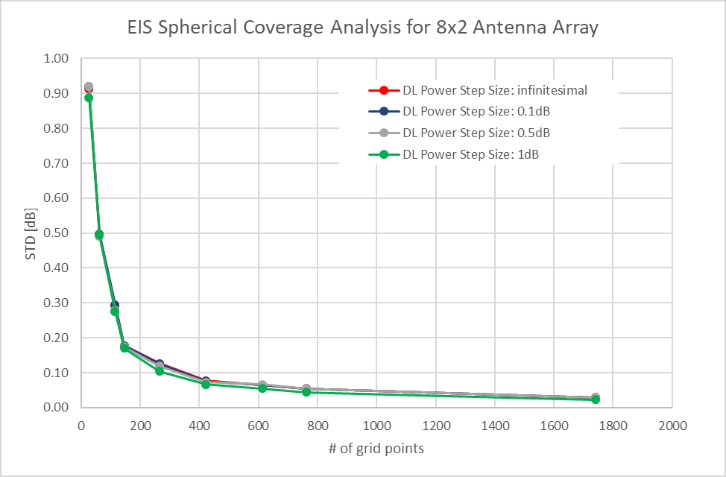 EIS Spherical Coverage Analysis for 8x2 Antenna Array
1.00
0.90
0.80
0.70
0.60
0.50
0.40
0.30
0.20
0.10
0.00
STD [dB]
DL Power Step Size: infinitesimal
DL Power Step Size: 0.1dB
DL Power Step Size: 0.5dB
DL Power Step Size: 1dB
0 200 400 600 800 1000 1200 1400 1600 1800 2000
# of grid points